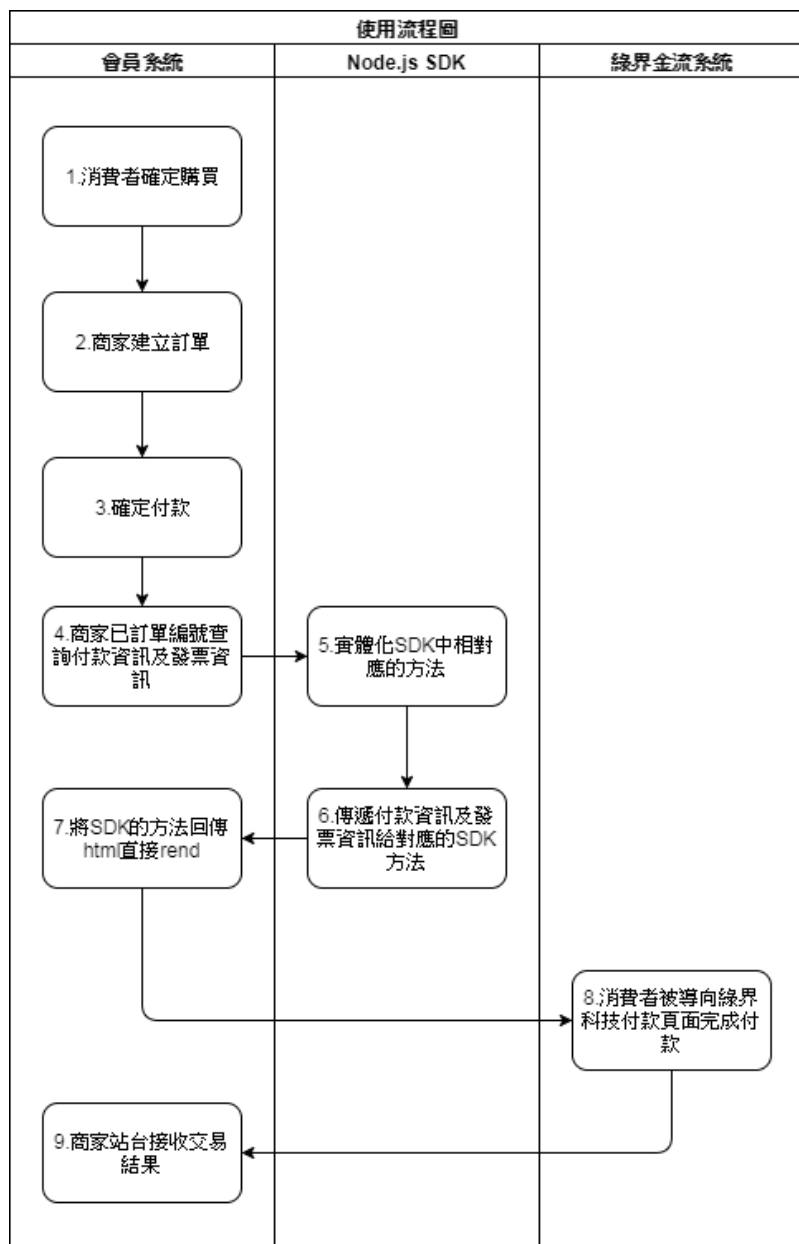 使用流程圖
會員系統
Node.js SDK
綠界金流系統
1.消費者確定購買
2.商家建立訂單
3.確定付款
4.商家已訂單編號查
詢付款資訊及發票資
訊
5.實體化SDK中相對
應的方法
6.傳遞付款資訊及發
票資訊給對應的SDK
方法
7.將SDK的方法回傳
html直接rend
8.消費者被導向綠界
科技付款頁面完成付
款
9.商家站台接收交易
結果